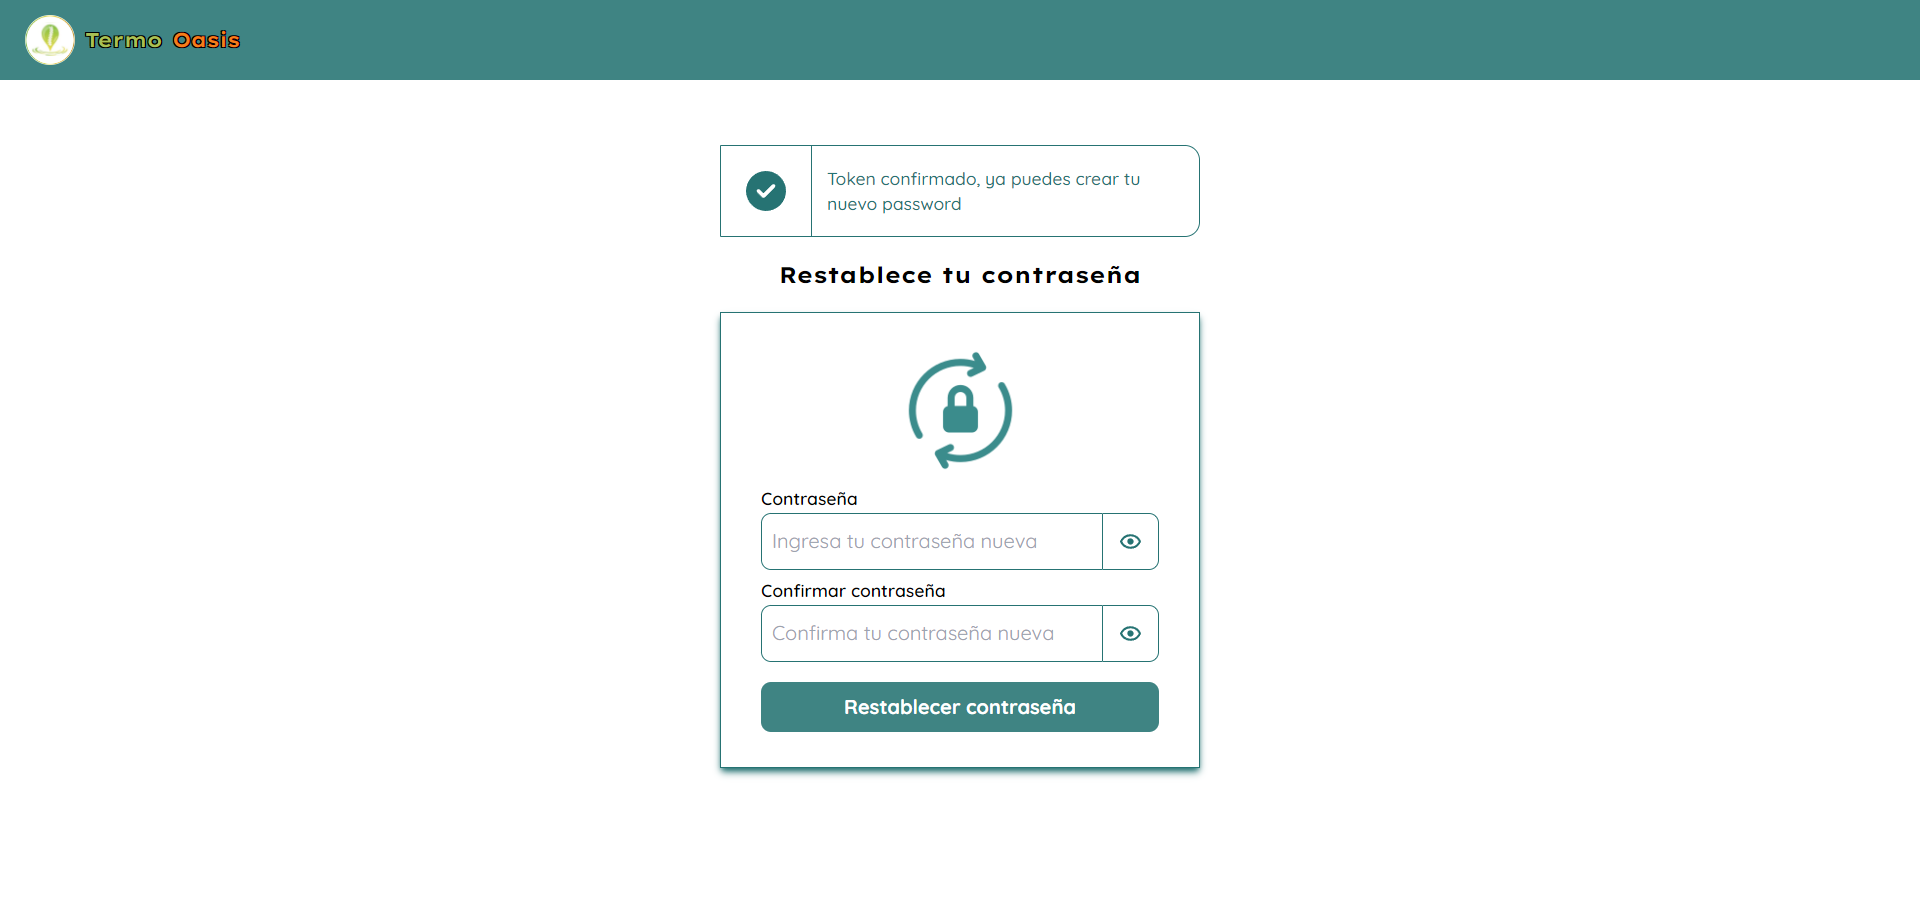 Termo Oasis
Token confirmado, ya puedes crear tu
nuevo password
Restablece tu contraseña
Contraseña
Ingresa tu contraseña nueva
Confirmar contraseña
Confirma tu contraseña nueva
Restablecer contraseña